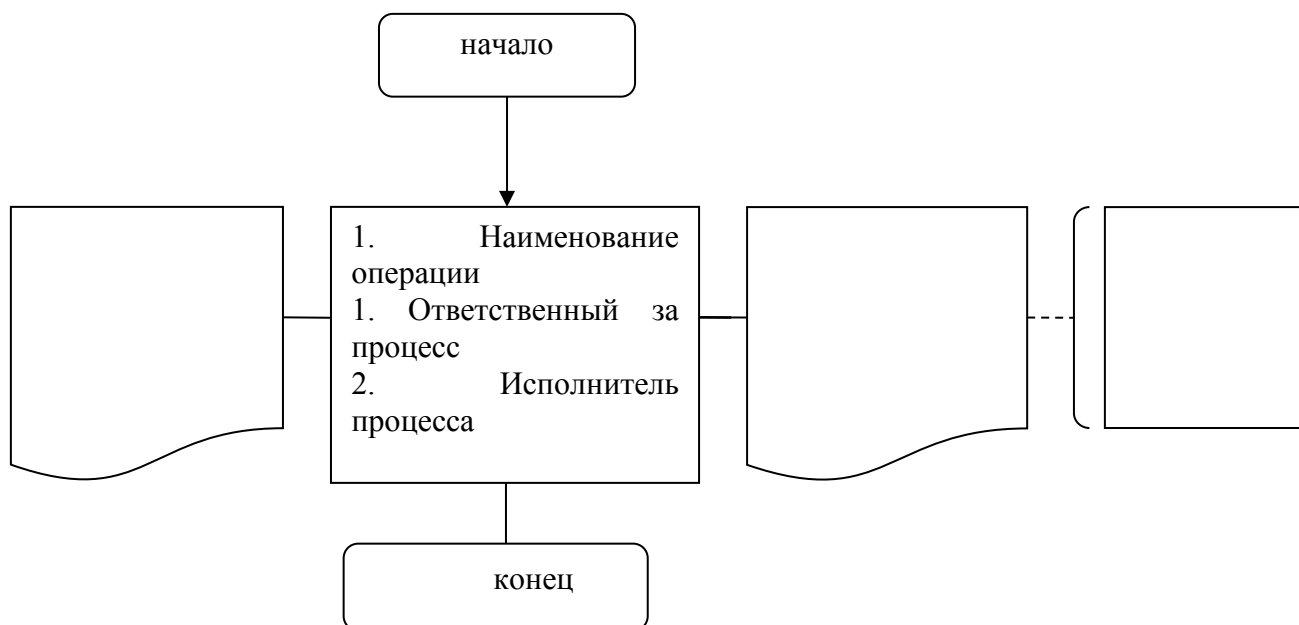 начало
1. Наименование
операции
1. Ответственный за
процесс
2. Исполнитель
процесса
конец